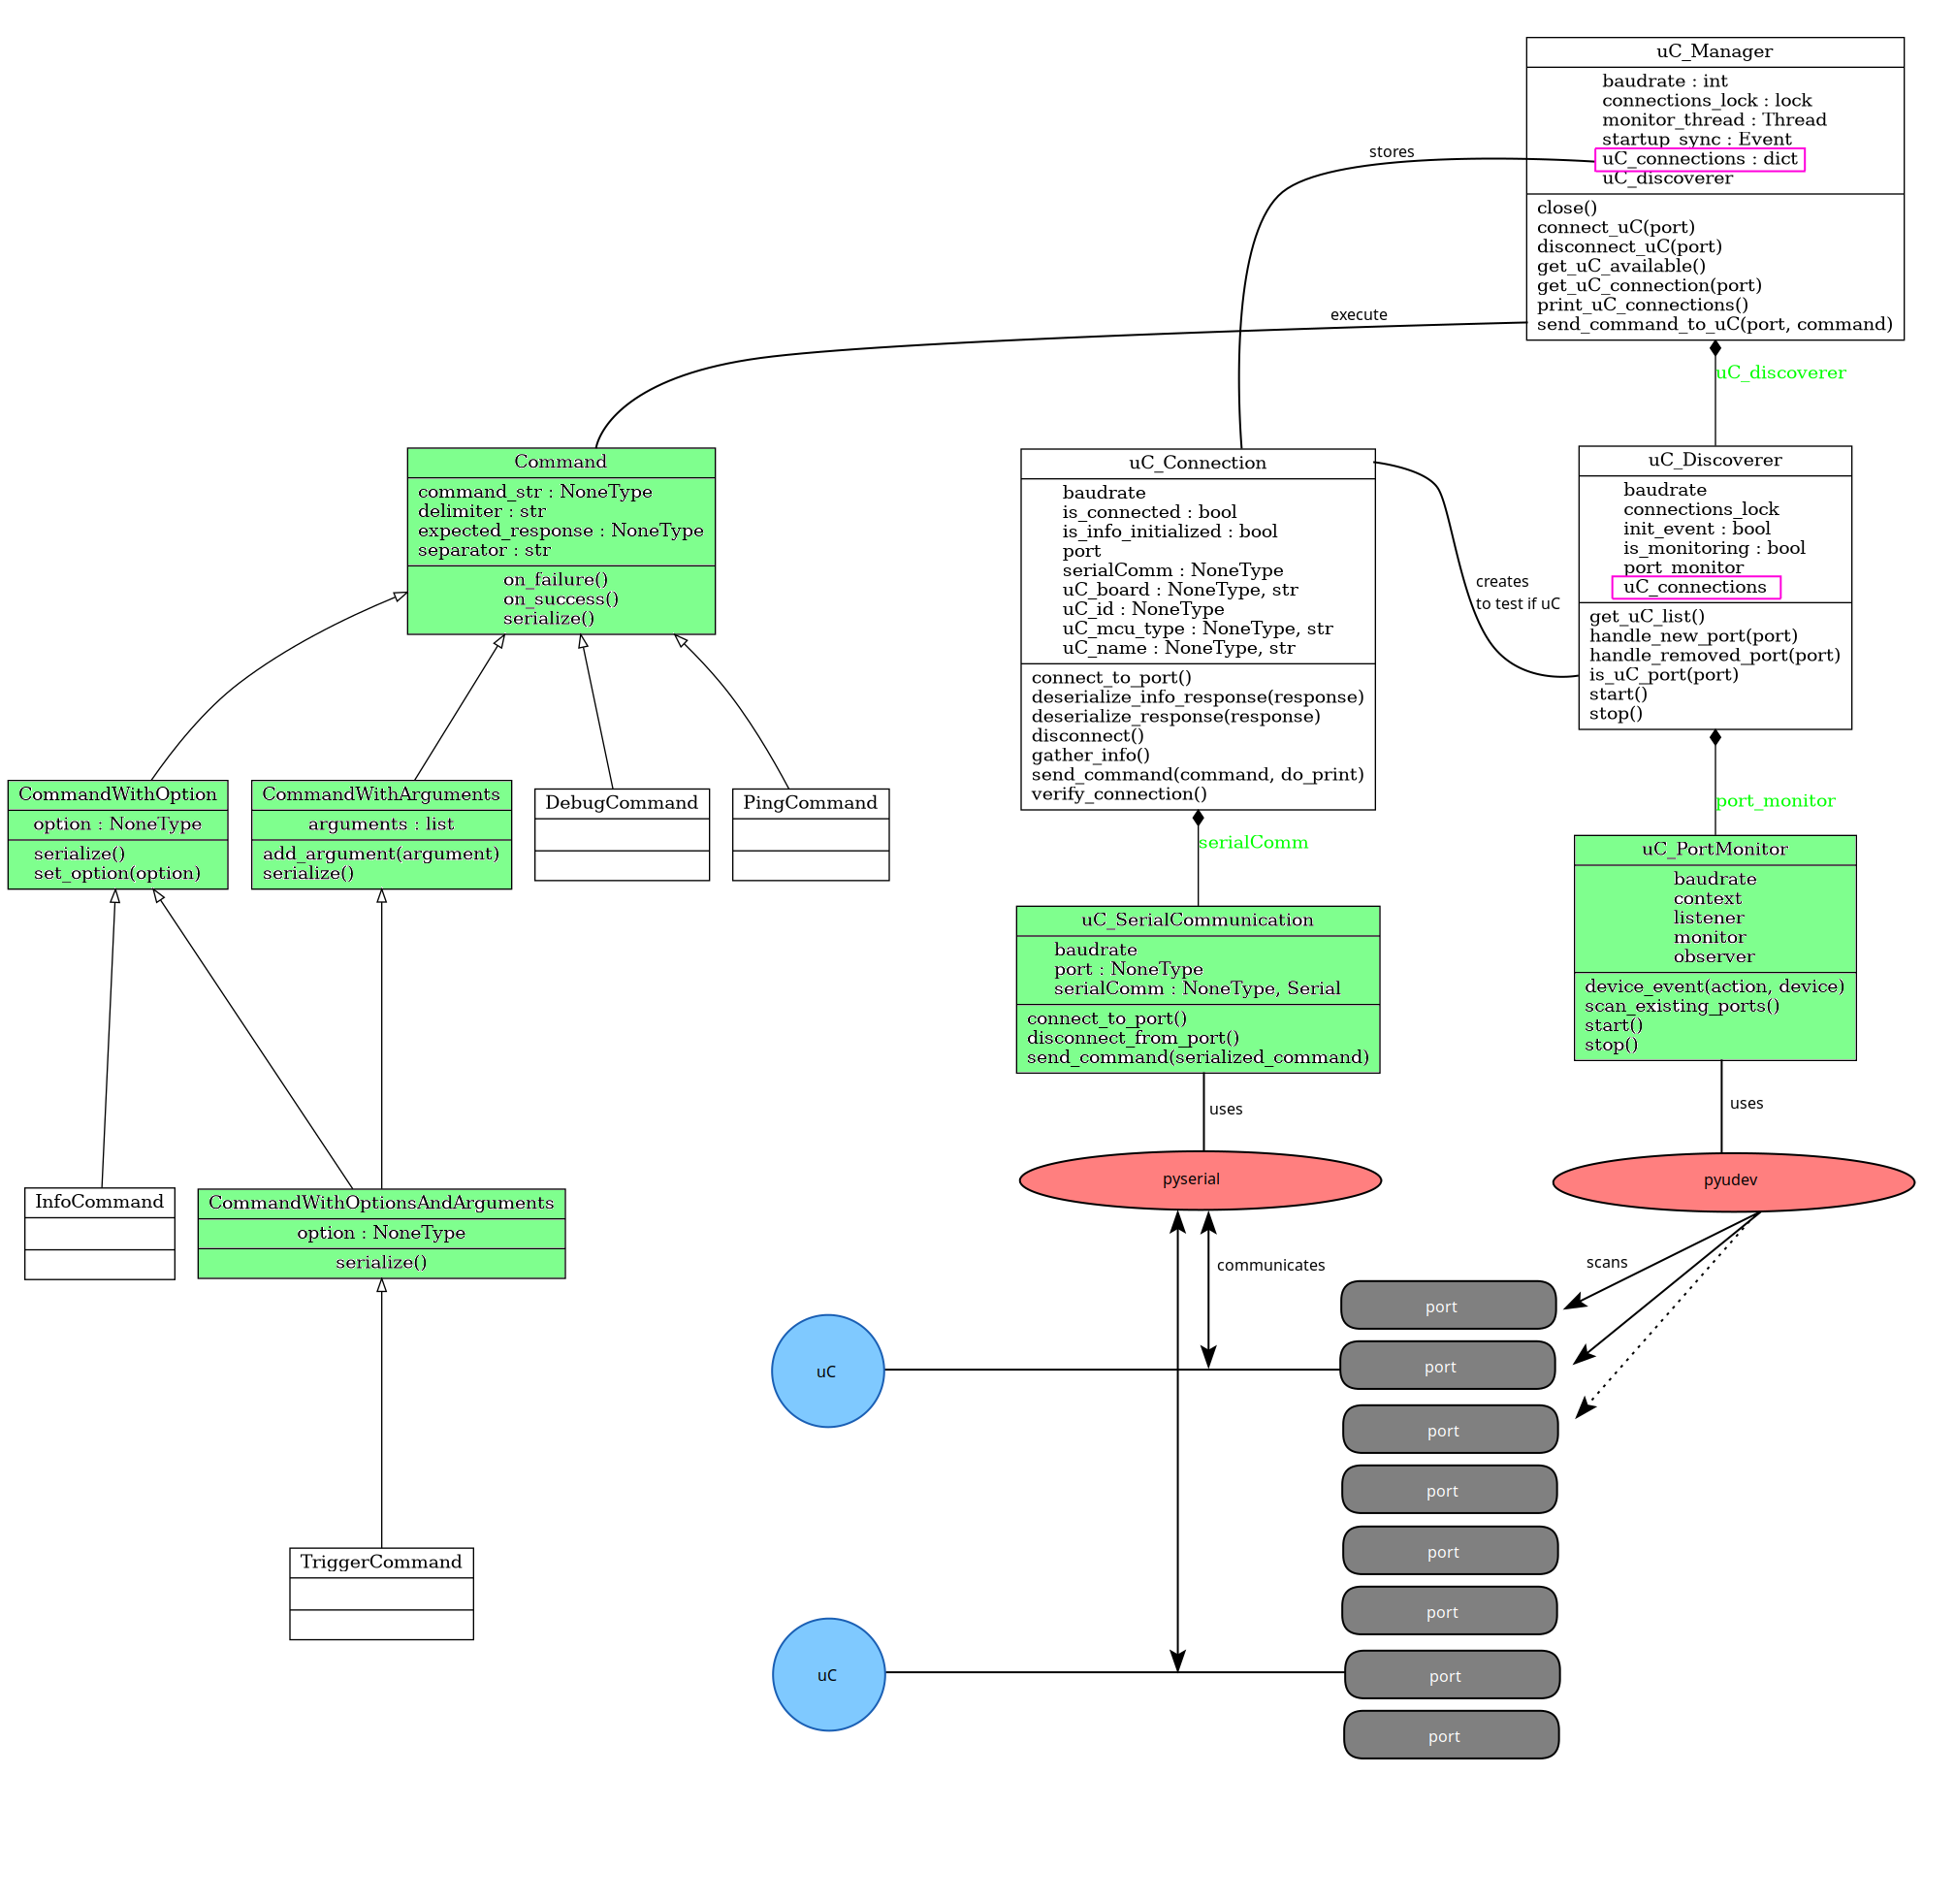 uC_Manager
baudrate : int
connections_lock : lock
monitor_thread : Thread
startup_sync : Event
uC_connections : dict
uC_discoverer
close()
connect_uC(port)
disconnect_uC(port)
get_uC_available()
get_uC_connection(port)
print_uC_connections()
send_command_to_uC(port, command)
stores
execute
uC_discoverer
Command
command_str : NoneType
delimiter : str
expected_response : NoneType
separator : str
on_failure()
on_success()
serialize()
uC_Connection
baudrate
is_connected : bool
is_info_initialized : bool
port
serialComm : NoneType
uC_board : NoneType, str
uC_id : NoneType
uC_mcu_type : NoneType, str
uC_name : NoneType, str
connect_to_port()
deserialize_info_response(response)
deserialize_response(response)
disconnect()
gather_info()
send_command(command, do_print)
verify_connection()
creates
to test if uC
uC_Discoverer
baudrate
connections_lock
init_event : bool
is_monitoring : bool
port_monitor
uC_connections
get_uC_list()
handle_new_port(port)
handle_removed_port(port)
is_uC_port(port)
start()
stop()
CommandWithOption
option : NoneType
serialize()
set_option(option)
CommandWithArguments
arguments : list
add_argument(argument)
serialize()
DebugCommand
PingCommand
serialComm
port_monitor
uC_SerialCommunication
baudrate
port : NoneType
serialComm : NoneType, Serial
connect_to_port()
disconnect_from_port()
send_command(serialized_command)
uC_PortMonitor
baudrate
context
listener
monitor
observer
device_event(action, device)
scan_existing_ports()
start()
stop()
uses
uses
pyserial
pyudev
InfoCommand
CommandWithOptionsAndArguments
option : NoneType
serialize()
communicates
scans
port
uC
port
port
port
port
TriggerCommand
port
uC
port
port